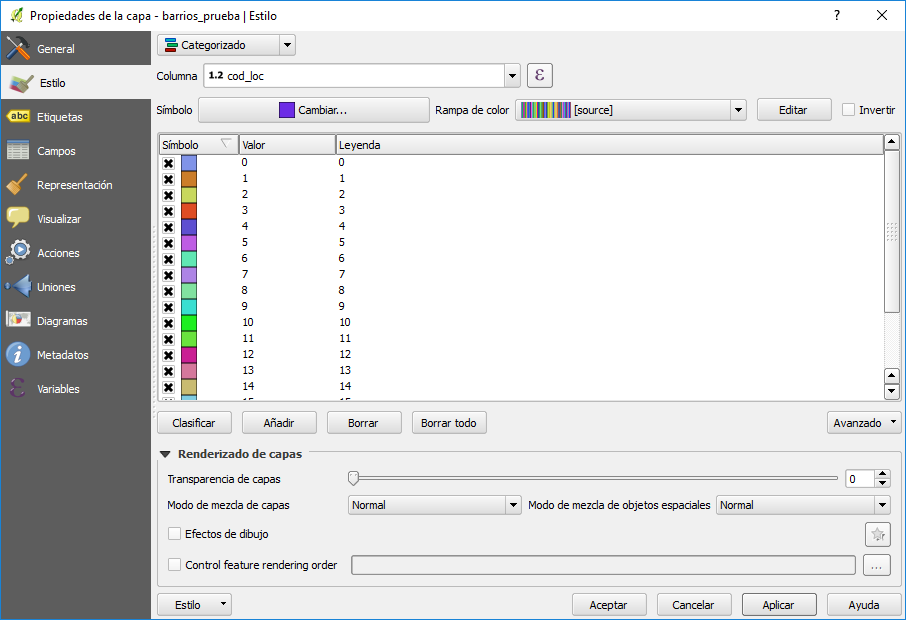 Propiedades de la capa - barrios_prueba | Estilo
?
General
Estilo
abc Etiquetas
Campos
Representación
Visualizar
Acciones
Uniones
Diagramas
Metadatos
Variables
Categorizado
Columna 1.2 cod_loc ε
Símbolo Cambiar... Rampa de color [source] Editar Invertir
Símbolo Valor Leyenda
0 0
1 1
2 2
3 3
4 4
5 5
6 6
7 7
8 8
9 9
10 10
11 11
12 12
13 13
14 14
15 15
Clasificar Añadir Borrar Borrar todo Avanzado
Renderizado de capas
Transparencia de capas 0
Modo de mezcla de capas Normal Modo de mezcla de objetos espaciales Normal
Efectos de dibujo
Control feature rendering order ...
Estilo Aceptar Cancelar Aplicar Ayuda